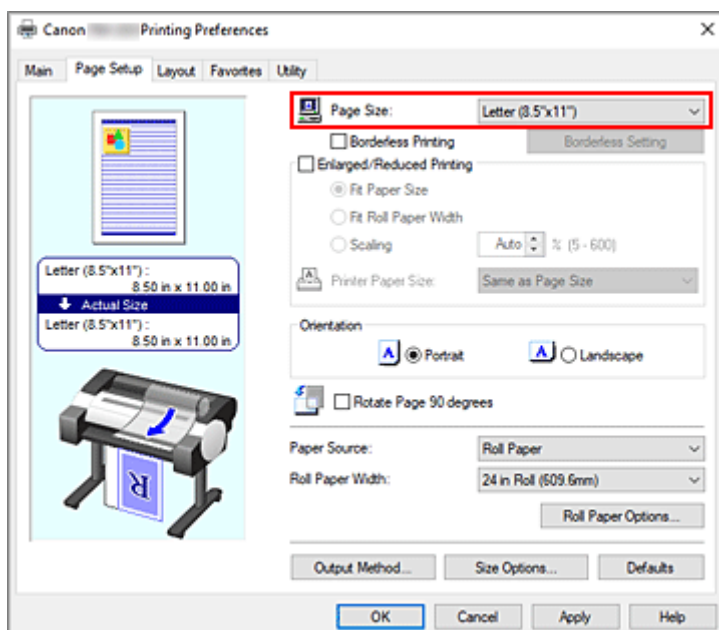 Canon Printing Preferences
Main Page Setup Layout Favorites Utility
Page Size: Letter (8.5"x11")
Borderless Printing Borderless Setting
Enlarged/Reduced Printing
Fit Paper Size
Fit Roll Paper Width
Scaling Auto % (5 - 600)
Printer Paper Size: Same as Page Size
Letter (8.5"x11") :
8.50 in x 11.00 in
Actual Size
Letter (8.5"x11") :
8.50 in x 11.00 in
Orientation
A Portrait A Landscape
Rotate Page 90 degrees
R
Paper Source: Roll Paper
Roll Paper Width: 24 in Roll (609.6mm)
Roll Paper Options...
Output Method... Size Options... Defaults
OK Cancel Apply Help